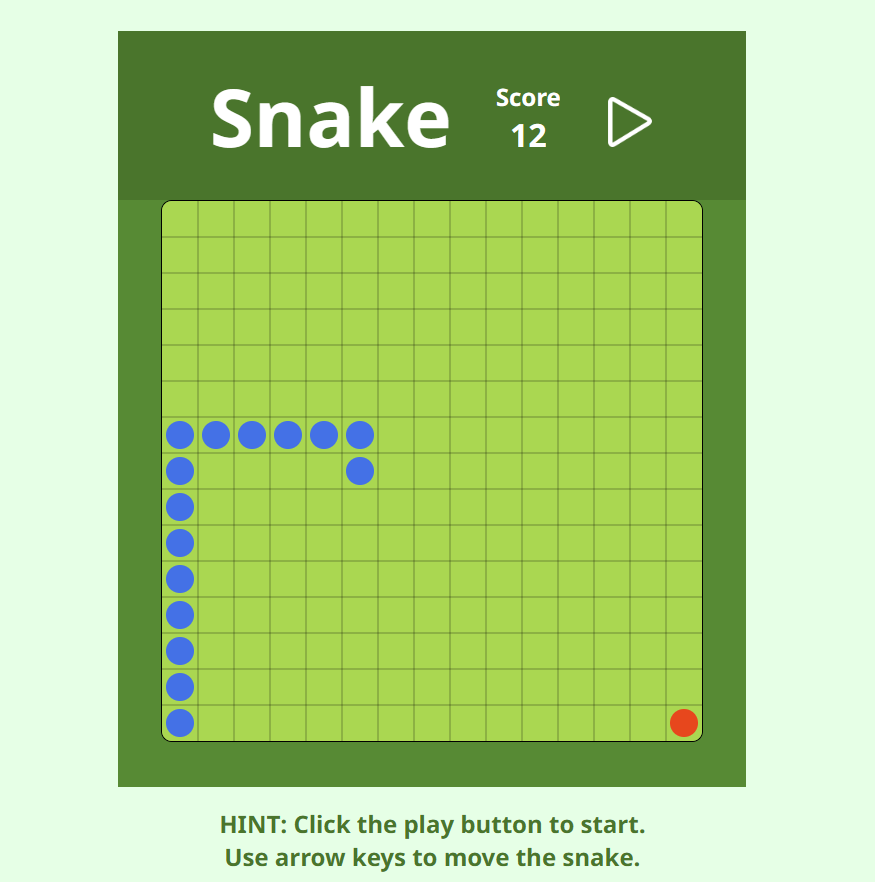 Snake
Score
12
HINT: Click the play button to start.
Use arrow keys to move the snake.